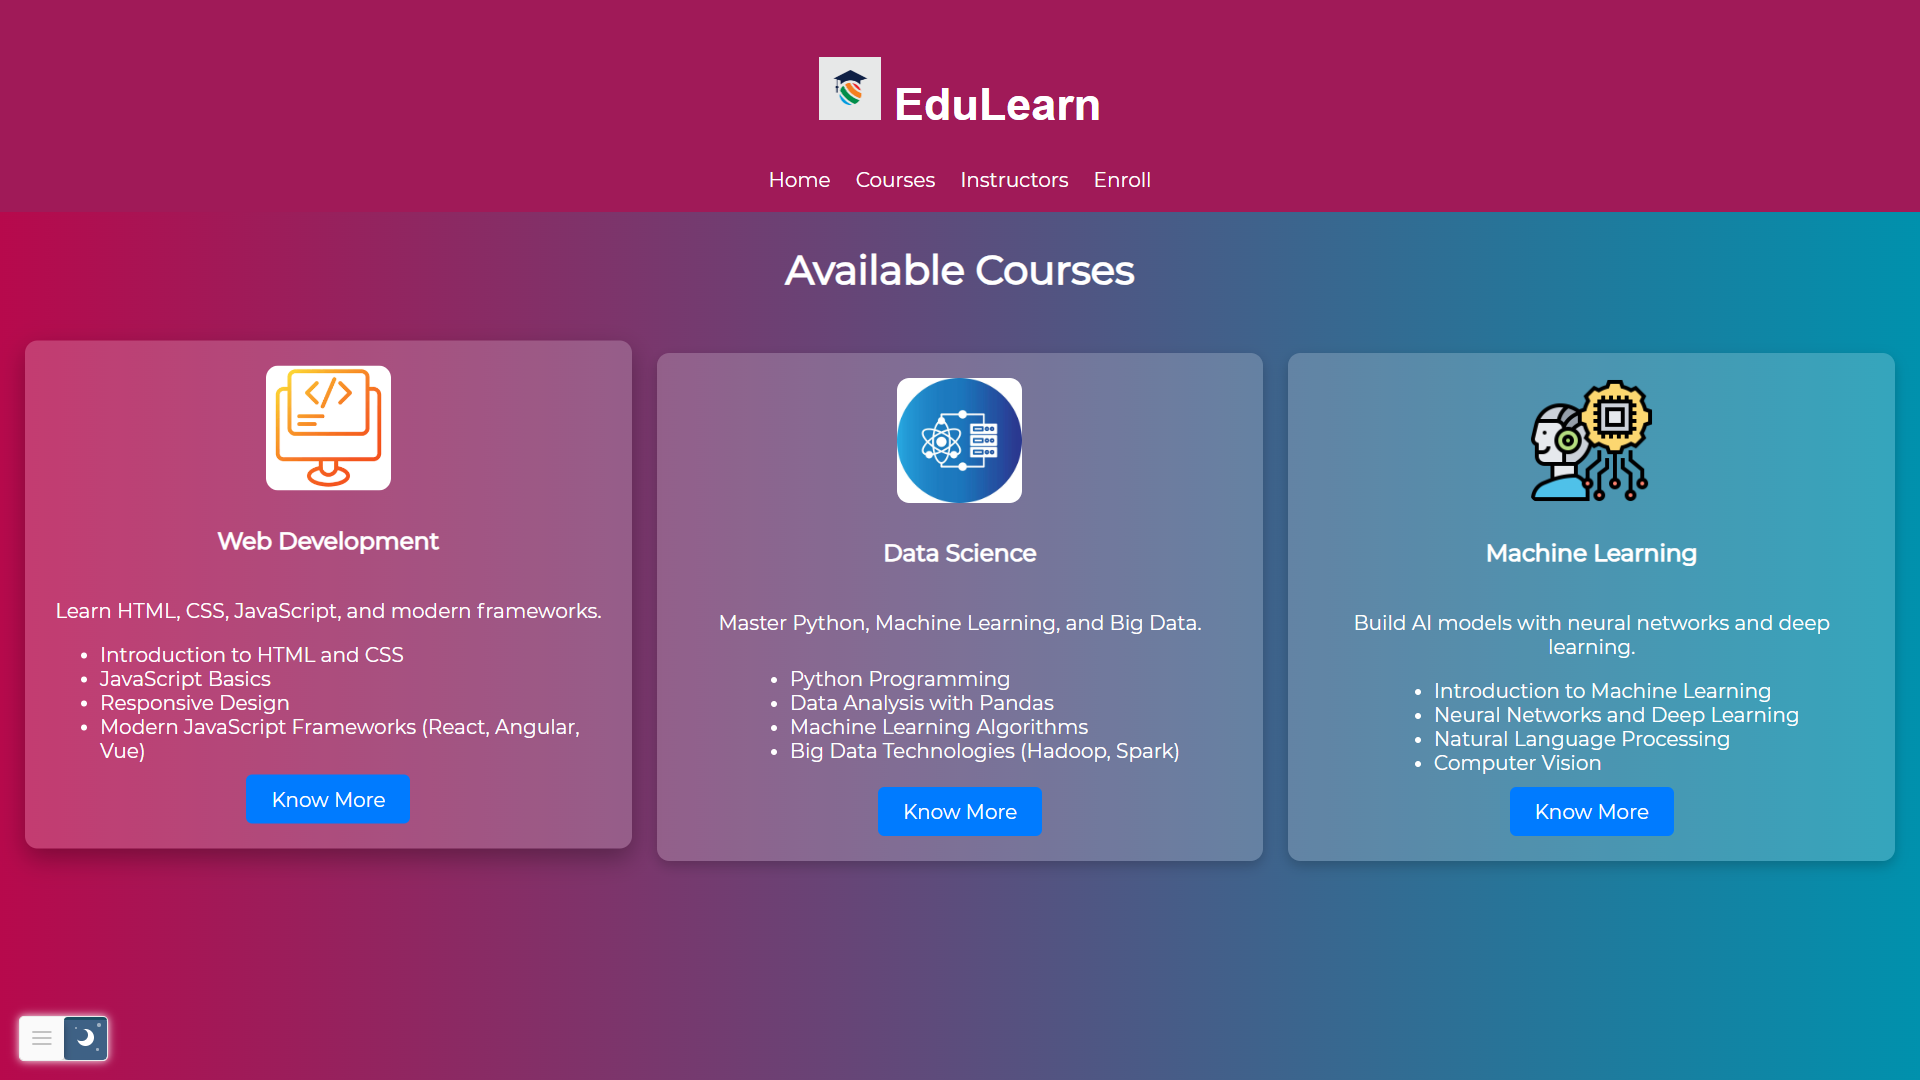 EduLearn
Home Courses Instructors Enroll
Available Courses
Web Development
Learn HTML, CSS, JavaScript, and modern frameworks.
• Introduction to HTML and CSS
• JavaScript Basics
• Responsive Design
• Modern JavaScript Frameworks (React, Angular,
Vue)
Know More
Data Science
Master Python, Machine Learning, and Big Data.
• Python Programming
• Data Analysis with Pandas
• Machine Learning Algorithms
• Big Data Technologies (Hadoop, Spark)
Know More
Machine Learning
Build AI models with neural networks and deep
learning.
• Introduction to Machine Learning
• Neural Networks and Deep Learning
• Natural Language Processing
• Computer Vision
Know More